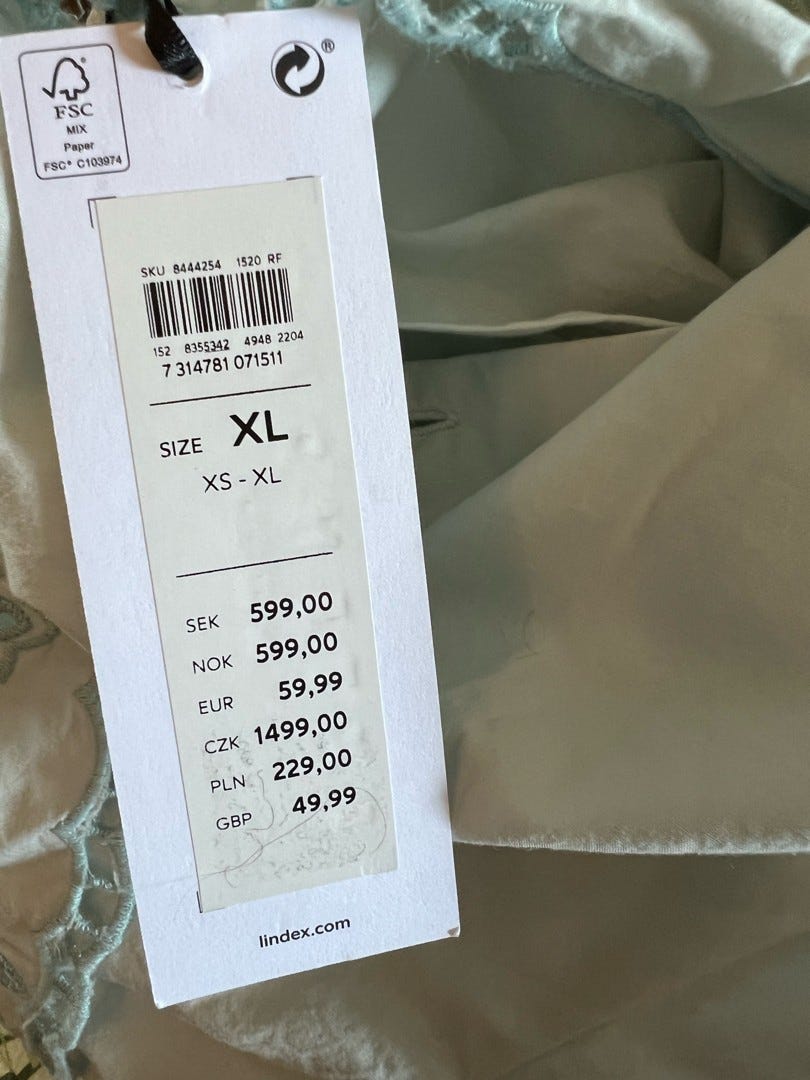 FSC
MIX
Paper
FSC® C103974
®
SKU 8444254 1520 RF
152 8355342 4948 2204
7 314781 071511
SIZE XL
XS - XL
SEK 599,00
NOK 599,00
EUR 59,99
CZK 1499,00
PLN 229,00
GBP 49,99
lindex.com